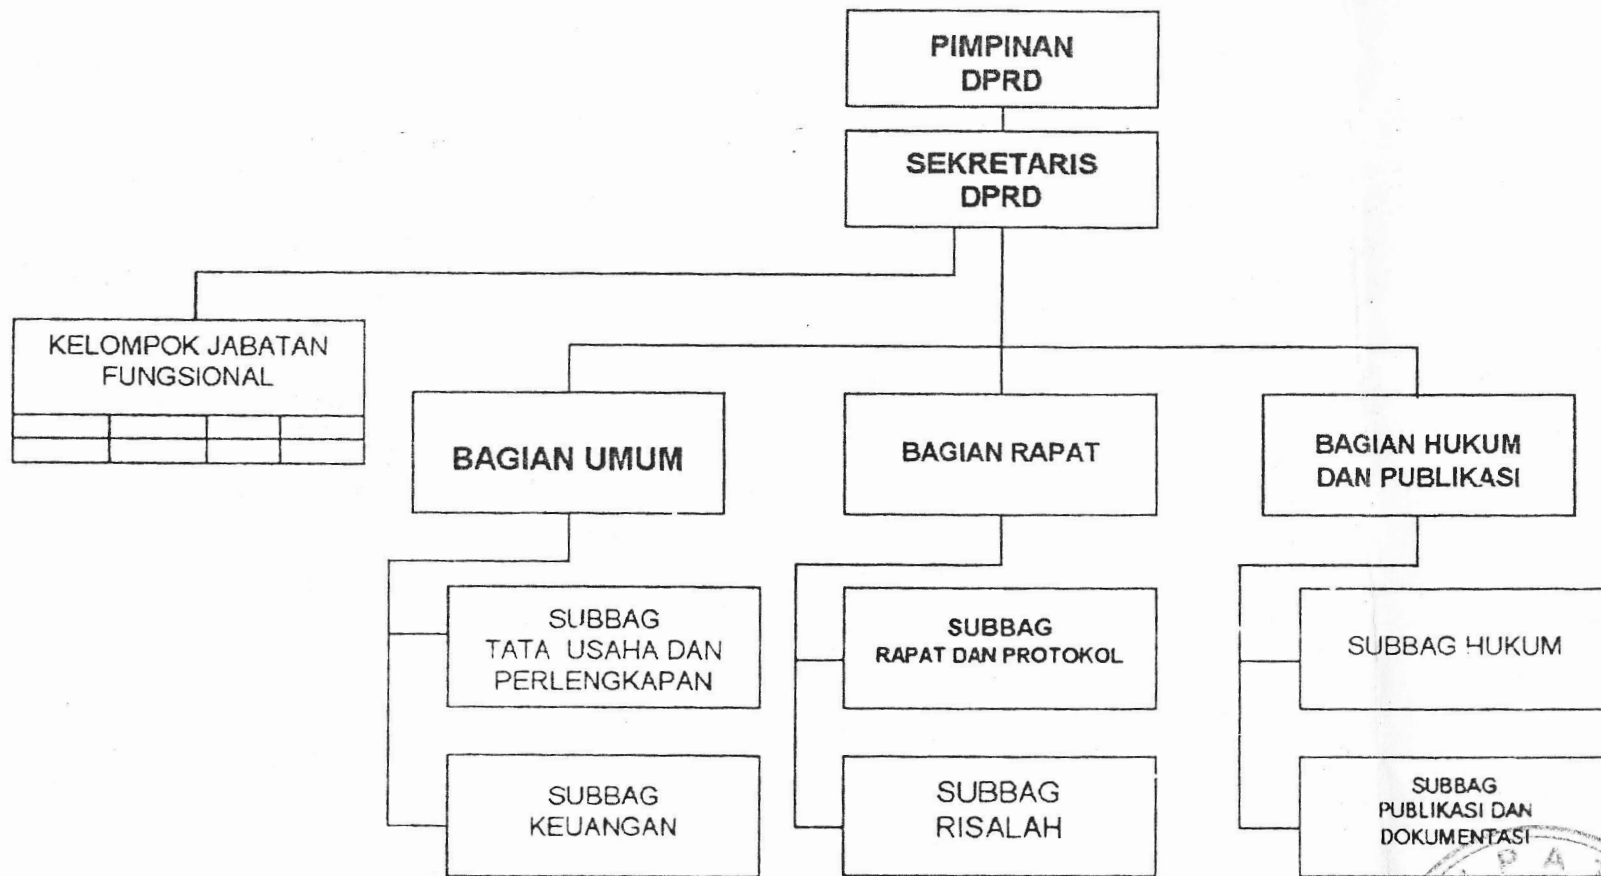 PIMPINAN
DPRD
SEKRETARIS
DPRD
KELOMPOK JABATAN
FUNGSIONAL
BAGIAN UMUM
BAGIAN RAPAT
BAGIAN HUKUM
DAN PUBLIKASI
SUBBAG
TATA USAHA DAN
PERLENGKAPAN
SUBBAG
RAPAT DAN PROTOKOL
SUBBAG HUKUM
SUBBAG
KEUANGAN
SUBBAG
RISALAH
SUBBAG
PUBLIKASI DAN
DOKUMENTASI
P A